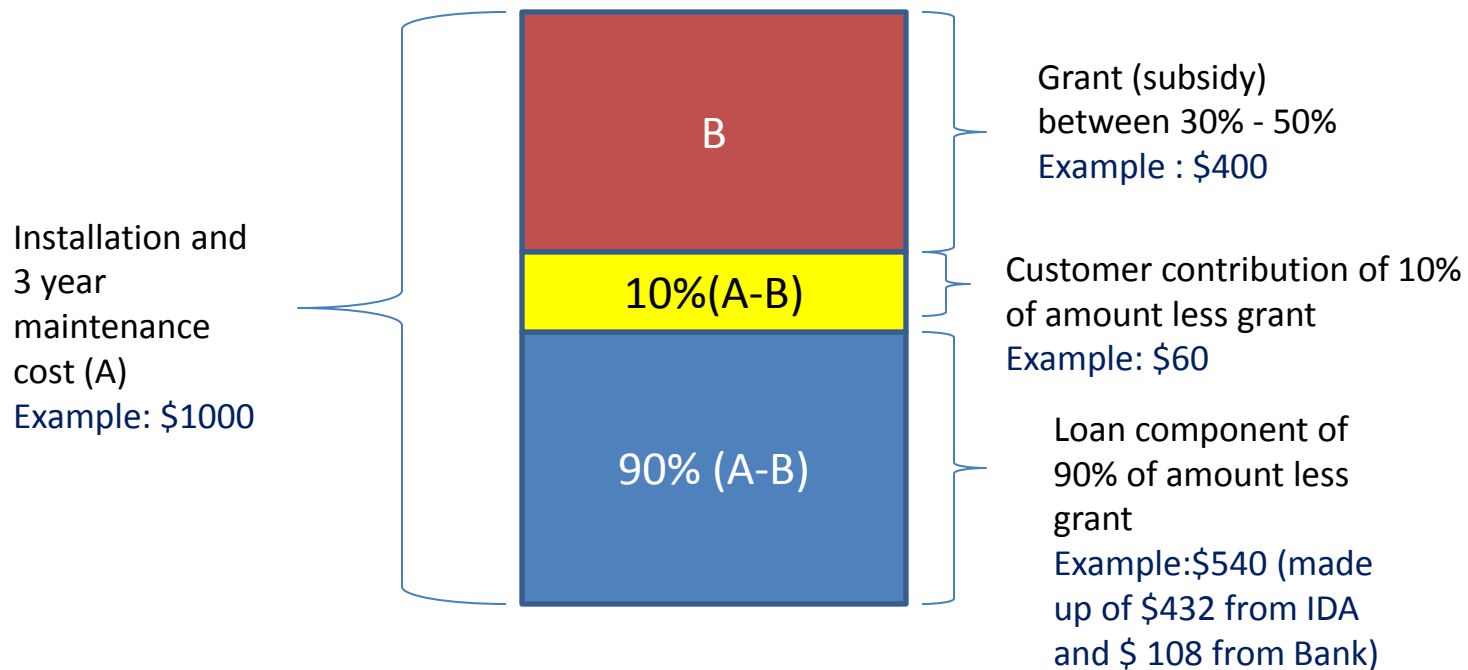 Installation and
3 year
maintenance
cost (A)
Example: $1000
B
10%(A-B)
90% (A-B)
Grant (subsidy)
between 30% - 50%
Example : $400
Customer contribution of 10%
of amount less grant
Example: $60
Loan component of
90% of amount less
grant
Example:$540 (made
up of $432 from IDA
and $ 108 from Bank)